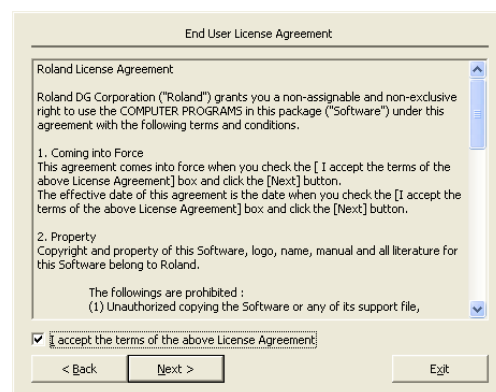 End User License Agreement
Roland License Agreement
Roland DG Corporation ("Roland") grants you a non-assignable and non-exclusive
right to use the COMPUTER PROGRAMS in this package ("Software") under this
agreement with the following terms and conditions.
1. Coming into Force
This agreement comes into force when you check the [ I accept the terms of the
above License Agreement] box and click the [Next] button.
The effective date of this agreement is the date when you check the [I accept the
terms of the above License Agreement] box and click the [Next] button.
2. Property
Copyright and property of this Software, logo, name, manual and all literature for
this Software belong to Roland.
The followings are prohibited :
(1) Unauthorized copying the Software or any of its support file,
I accept the terms of the above License Agreement
< Back Next > Exit